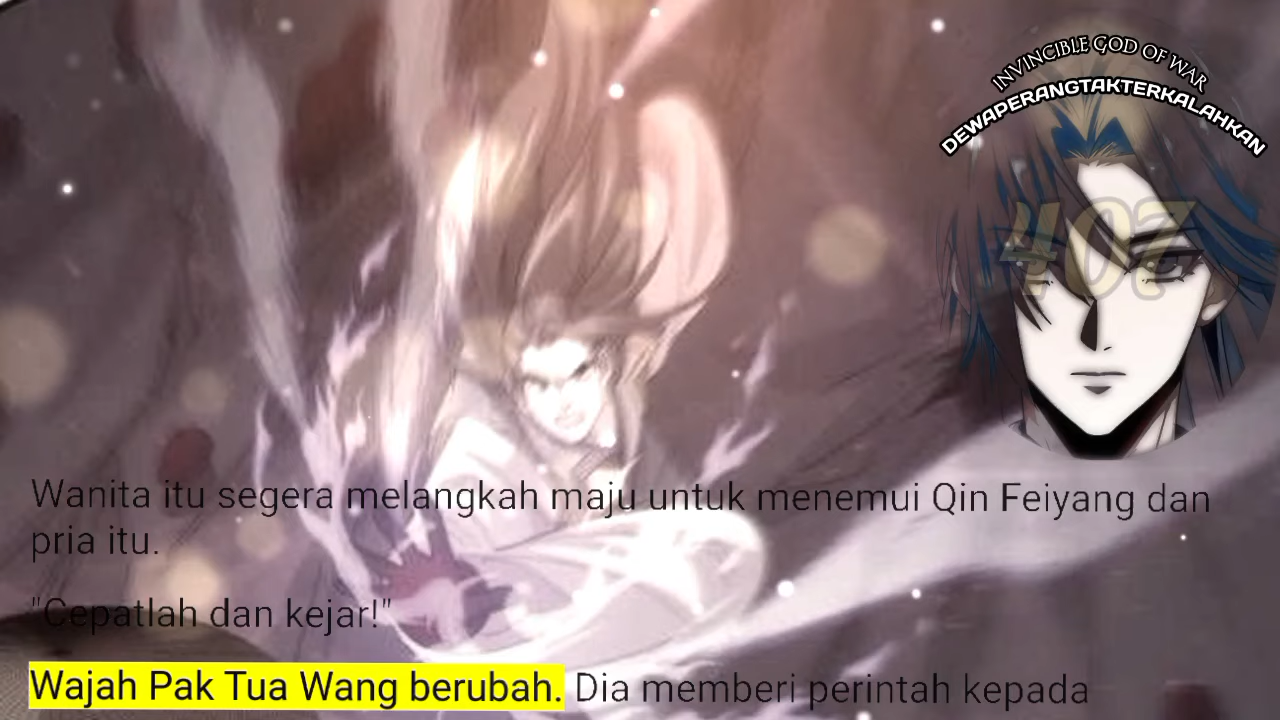 INVINCIBLE GOD OF WAR
DEWAPERANGTAKTERKALAHKAN
407
Wanita itu segera melangkah maju untuk menemui Qin Feiyang dan
pria itu.
"Cepatlah dan kejar!"
Wajah Pak Tua Wang berubah. Dia memberi perintah kepada